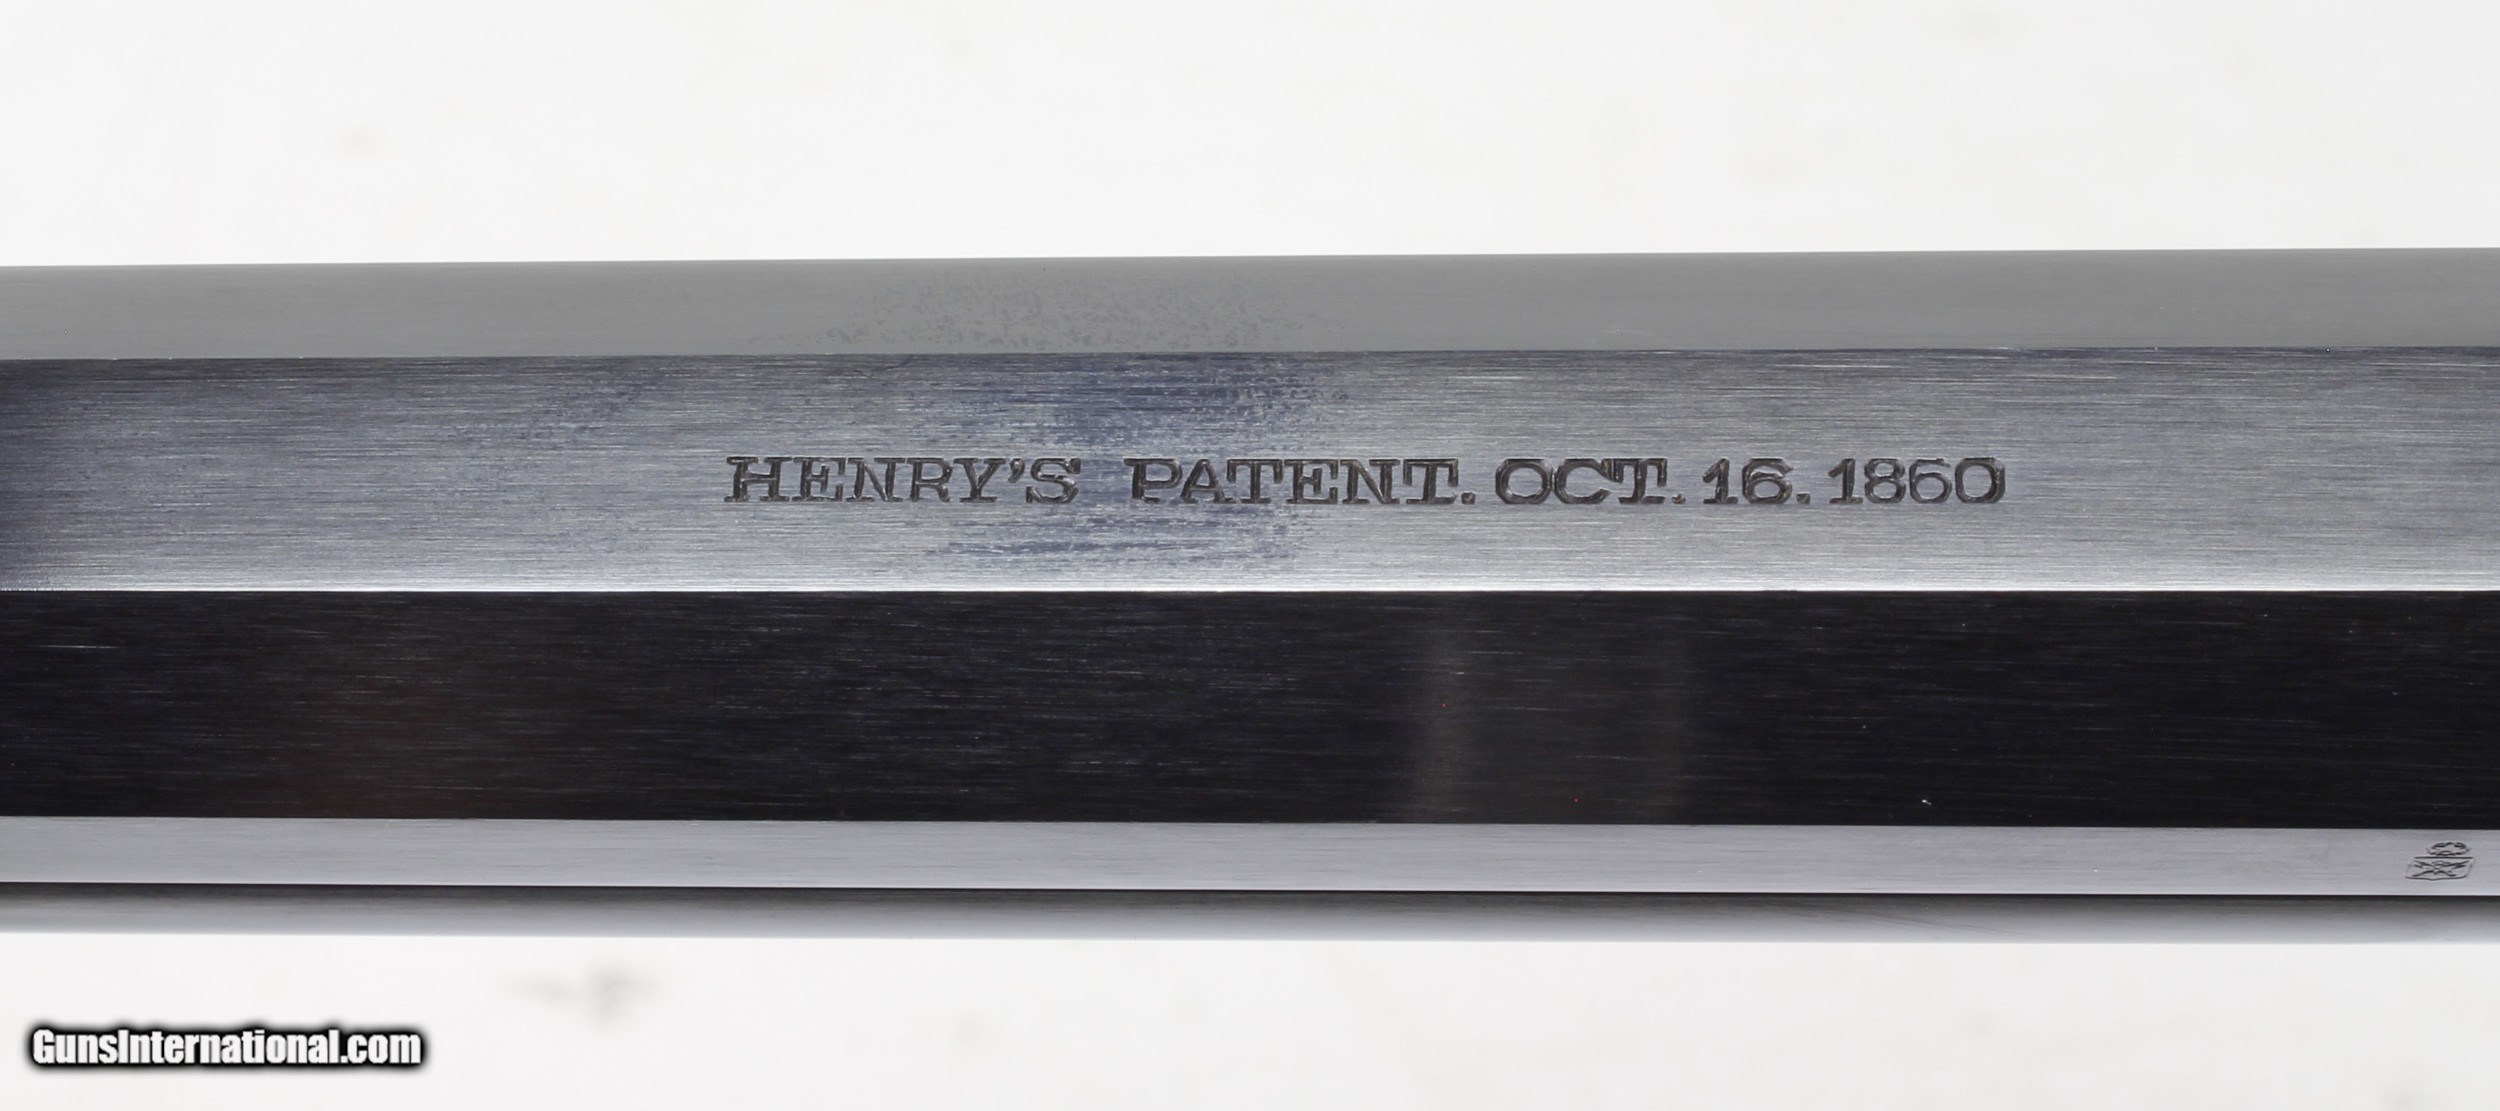 HENRY'S PATENT. OCT. 16. 1860
GunsInternational.com